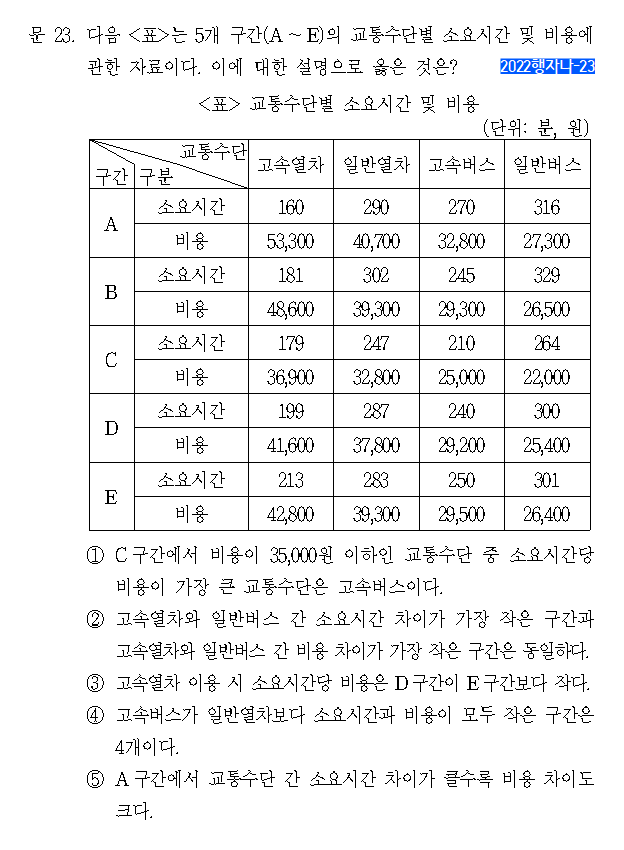 문 23. 다음 <표>는 5개 구간(A ~ E)의 교통수단별 소요시간 및 비용에
관한 자료이다. 이에 대한 설명으로 옳은 것은? 2022행자나-23
<표> 교통수단별 소요시간 및 비용
(단위: 분, 원)
교통수단
구간 구분 고속열차 일반열차 고속버스 일반버스
A 소요시간 160 290 270 316
비용 53,300 40,700 32,800 27,300
B 소요시간 181 302 245 329
비용 48,600 39,300 29,300 26,500
C 소요시간 179 247 210 264
비용 36,900 32,800 25,000 22,000
D 소요시간 199 287 240 300
비용 41,600 37,800 29,200 25,400
E 소요시간 213 283 250 301
비용 42,800 39,300 29,500 26,400
① C구간에서 비용이 35,000원 이하인 교통수단 중 소요시간당
비용이 가장 큰 교통수단은 고속버스이다.
② 고속열차와 일반버스 간 소요시간 차이가 가장 작은 구간과
고속열차와 일반버스 간 비용 차이가 가장 작은 구간은 동일하다.
③ 고속열차 이용 시 소요시간당 비용은 D구간이 E구간보다 작다.
④ 고속버스가 일반열차보다 소요시간과 비용이 모두 작은 구간은
4개이다.
⑤ A구간에서 교통수단 간 소요시간 차이가 클수록 비용 차이도
크다.